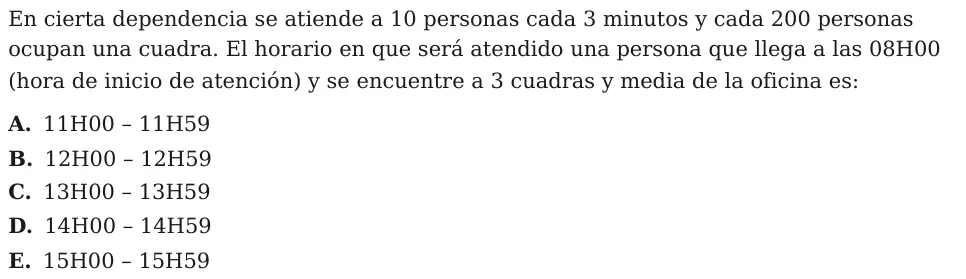 En cierta dependencia se atiende a 10 personas cada 3 minutos y cada 200 personas
ocupan una cuadra. El horario en que será atendido una persona que llega a las 08H00
(hora de inicio de atención) y se encuentre a 3 cuadras y media de la oficina es:
A. 11H00 – 11H59
B. 12H00 – 12H59
C. 13H00 – 13H59
D. 14H00 – 14H59
E. 15H00 – 15H59